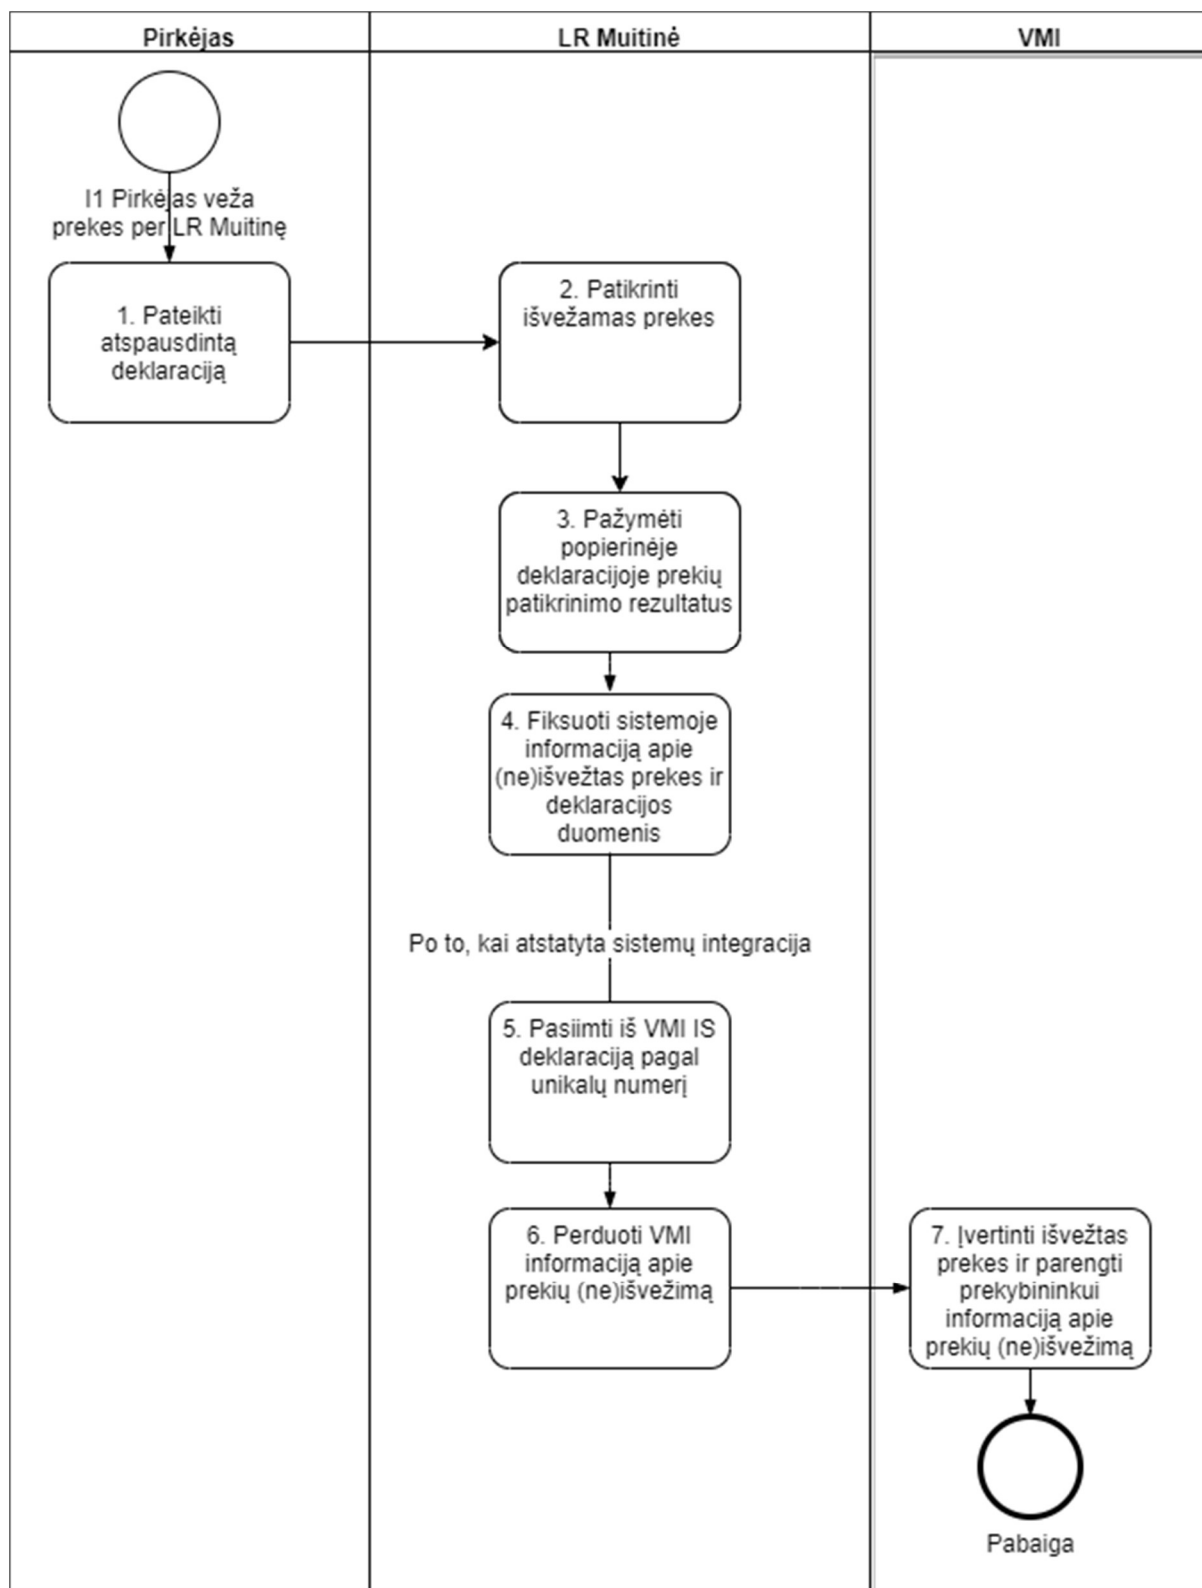 Pirkėjas
LR Muitinė
VMI
I1 Pirkėjas veža
prekes per LR Muitinę
1. Pateikti
atspausdintą
deklaraciją
2. Patikrinti
išvežamas prekes
3. Pažymėti
popierinėje
deklaracijoje prekių
patikrinimo rezultatus
4. Fiksuoti sistemoje
informaciją apie
(ne)išvežtas prekes ir
deklaracijos
duomenis
Po to, kai atstatyta sistemų integracija
5. Pasiimti iš VMI IS
deklaraciją pagal
unikalų numerį
6. Perduoti VMI
informaciją apie
prekių (ne)išvežimą
7. Įvertinti išvežtas
prekes ir parengti
prekybininkui
informaciją apie
prekių (ne)išvežimą
Pabaiga